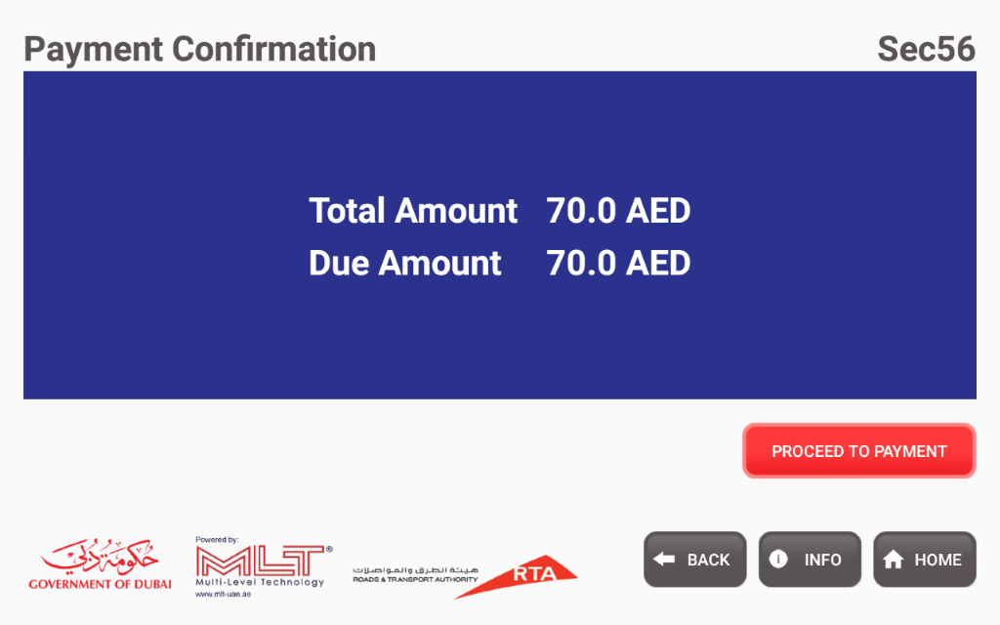 Payment Confirmation
Sec56
Total Amount 70.0 AED
Due Amount 70.0 AED
PROCEED TO PAYMENT
حكومة دبي
GOVERNMENT OF DUBAI
Powered by:
MLT®
Multi-Level Technology
www.mlt-uae.ae
هيئة الطرق والمواصلات
ROADS & TRANSPORT AUTHORITY
RTA
BACK
INFO
HOME